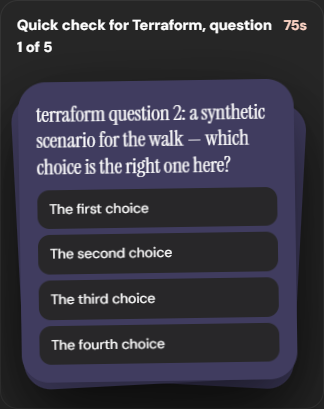 Quick check for Terraform, question 75s
1 of 5
terraform question 2: a synthetic
scenario for the walk — which
choice is the right one here?
The first choice
The second choice
The third choice
The fourth choice